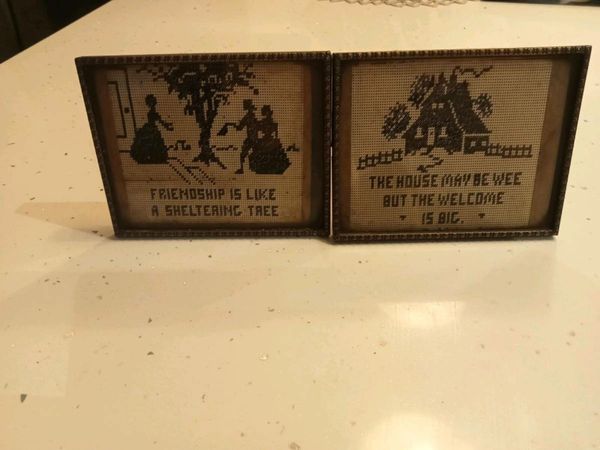 FRIENDSHIP IS LIKE
A SHELTERING TREE
THE HOUSE MAY BE WEE
BUT THE WELCOME
IS BIG.